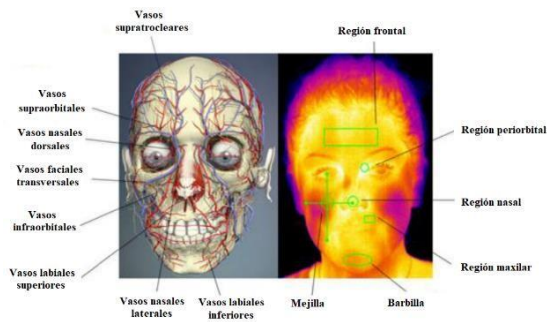 Vasos
supratrocleares
Vasos
supraorbitales
Vasos nasales
dorsales
Vasos faciales
transversales
Vasos
infraorbitales
Vasos labiales
superiores
Vasos nasales
laterales
Vasos labiales
inferiores
Región frontal
Región periorbital
Región nasal
Región maxilar
Mejilla
Barbilla